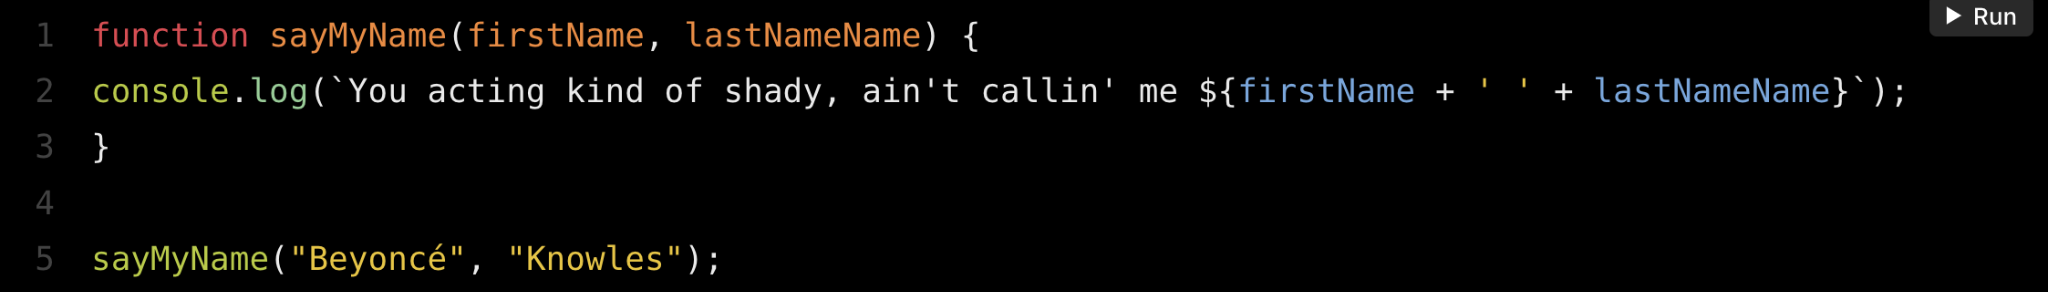 ▶ Run
1 function sayMyName(firstName, lastNameName) {
2 console.log(`You acting kind of shady, ain't callin' me ${firstName + ' ' + lastNameName}`);
3 }
4
5 sayMyName("Beyoncé", "Knowles");